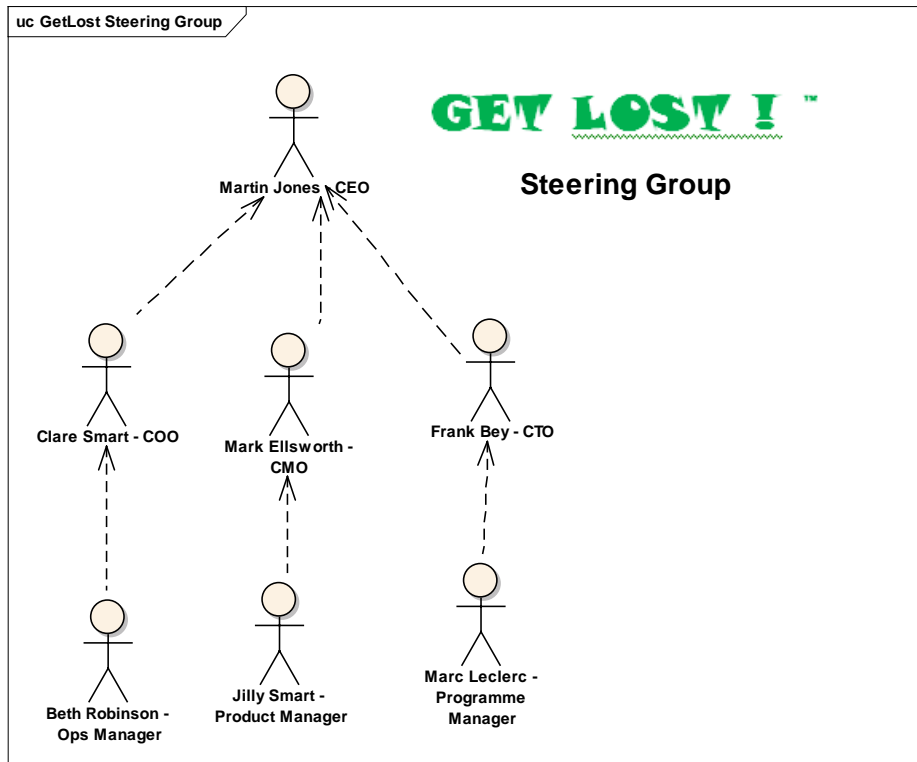 uc GetLost Steering Group
GET LOST ! ™
Steering Group
Martin Jones - CEO
Clare Smart - COO
Mark Ellsworth -
CMO
Frank Bey - CTO
Beth Robinson -
Ops Manager
Jilly Smart -
Product Manager
Marc Leclerc -
Programme
Manager